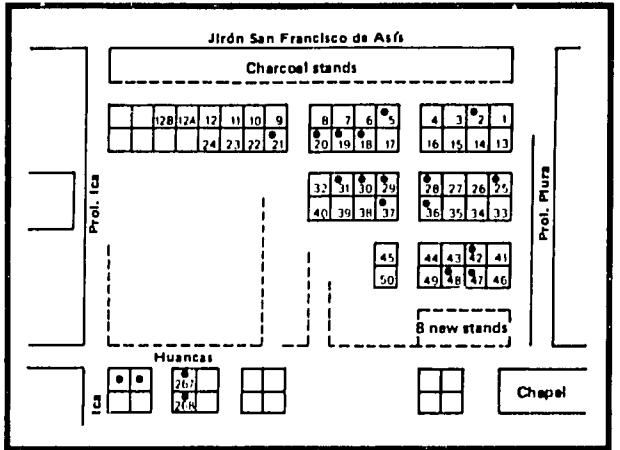 Jirón San Francisco de Asís
Charcoal stands
12B 12A 12 11 10 9
24 23 22 21
8 7 6 5
20 19 18 17
4 3 2 1
16 15 14 13
32 31 30 29
40 39 38 37
28 27 26 25
36 35 34 33
45
50
44 43 42 41
49 48 47 46
8 new stands
Prol. Ica
Prol. Plura
Huancas
267
268
Ica
Chapel